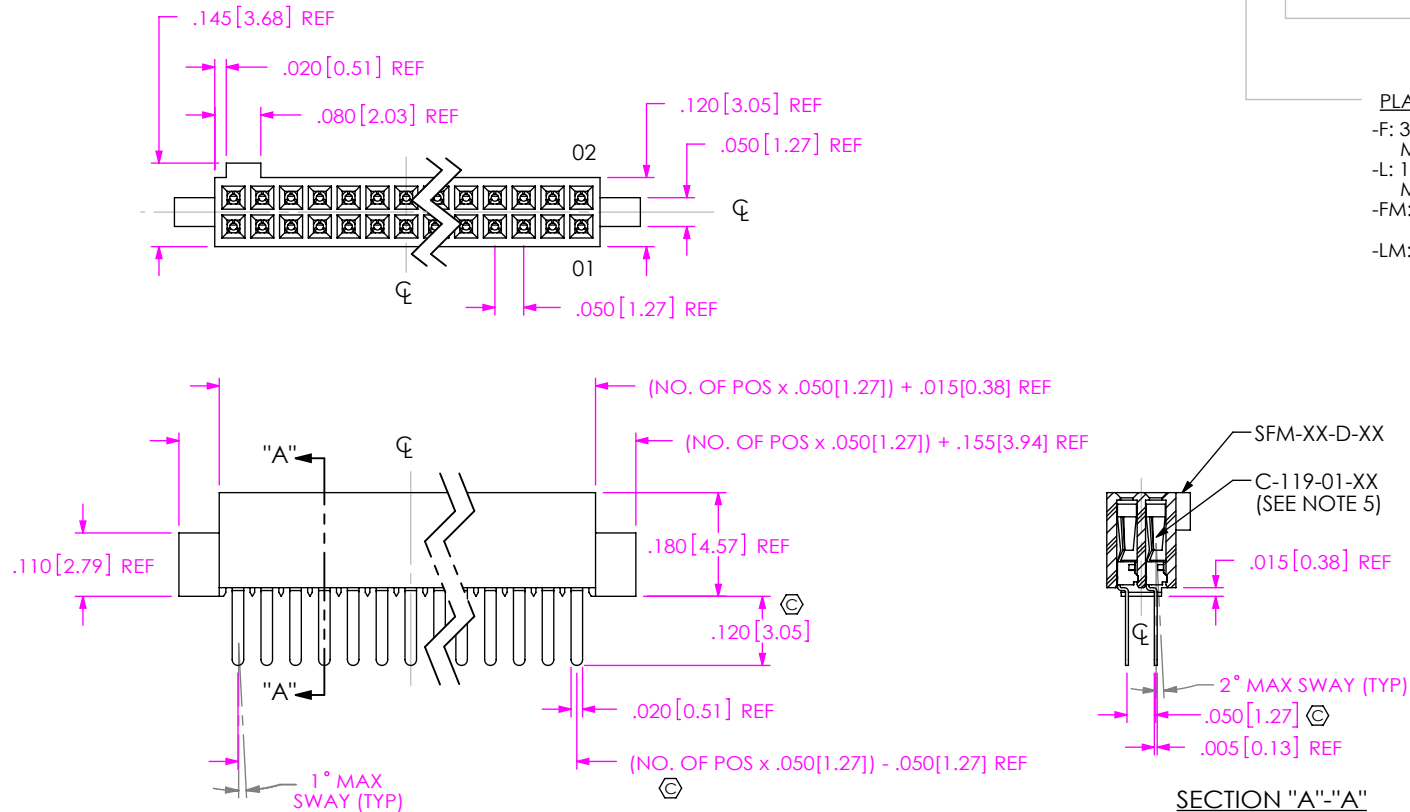 .145[3.68] REF
.020[0.51] REF
.080[2.03] REF
.120[3.05] REF
.050[1.27] REF
02
01
℄
℄
.050[1.27] REF
PLA
-F: 3
M
-L: 1
M
-FM:
-LM:
(NO. OF POS x .050[1.27]) + .015[0.38] REF
(NO. OF POS x .050[1.27]) + .155[3.94] REF
"A"
℄
.110[2.79] REF
.180[4.57] REF
C
.120[3.05]
"A"
.020[0.51] REF
(NO. OF POS x .050[1.27]) - .050[1.27] REF
C
1° MAX
SWAY (TYP)
SFM-XX-D-XX
C-119-01-XX
(SEE NOTE 5)
.015[0.38] REF
℄
2° MAX SWAY (TYP)
.050[1.27] C
.005[0.13] REF
SECTION "A"-"A"